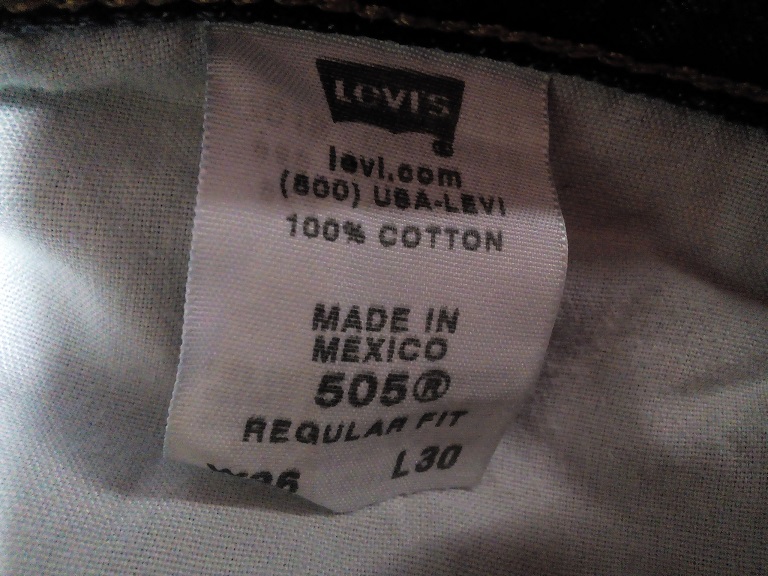 LEVI'S
®
levi.com
(800) USA-LEVI
100% COTTON
MADE IN
MEXICO
505®
REGULAR FIT
L30